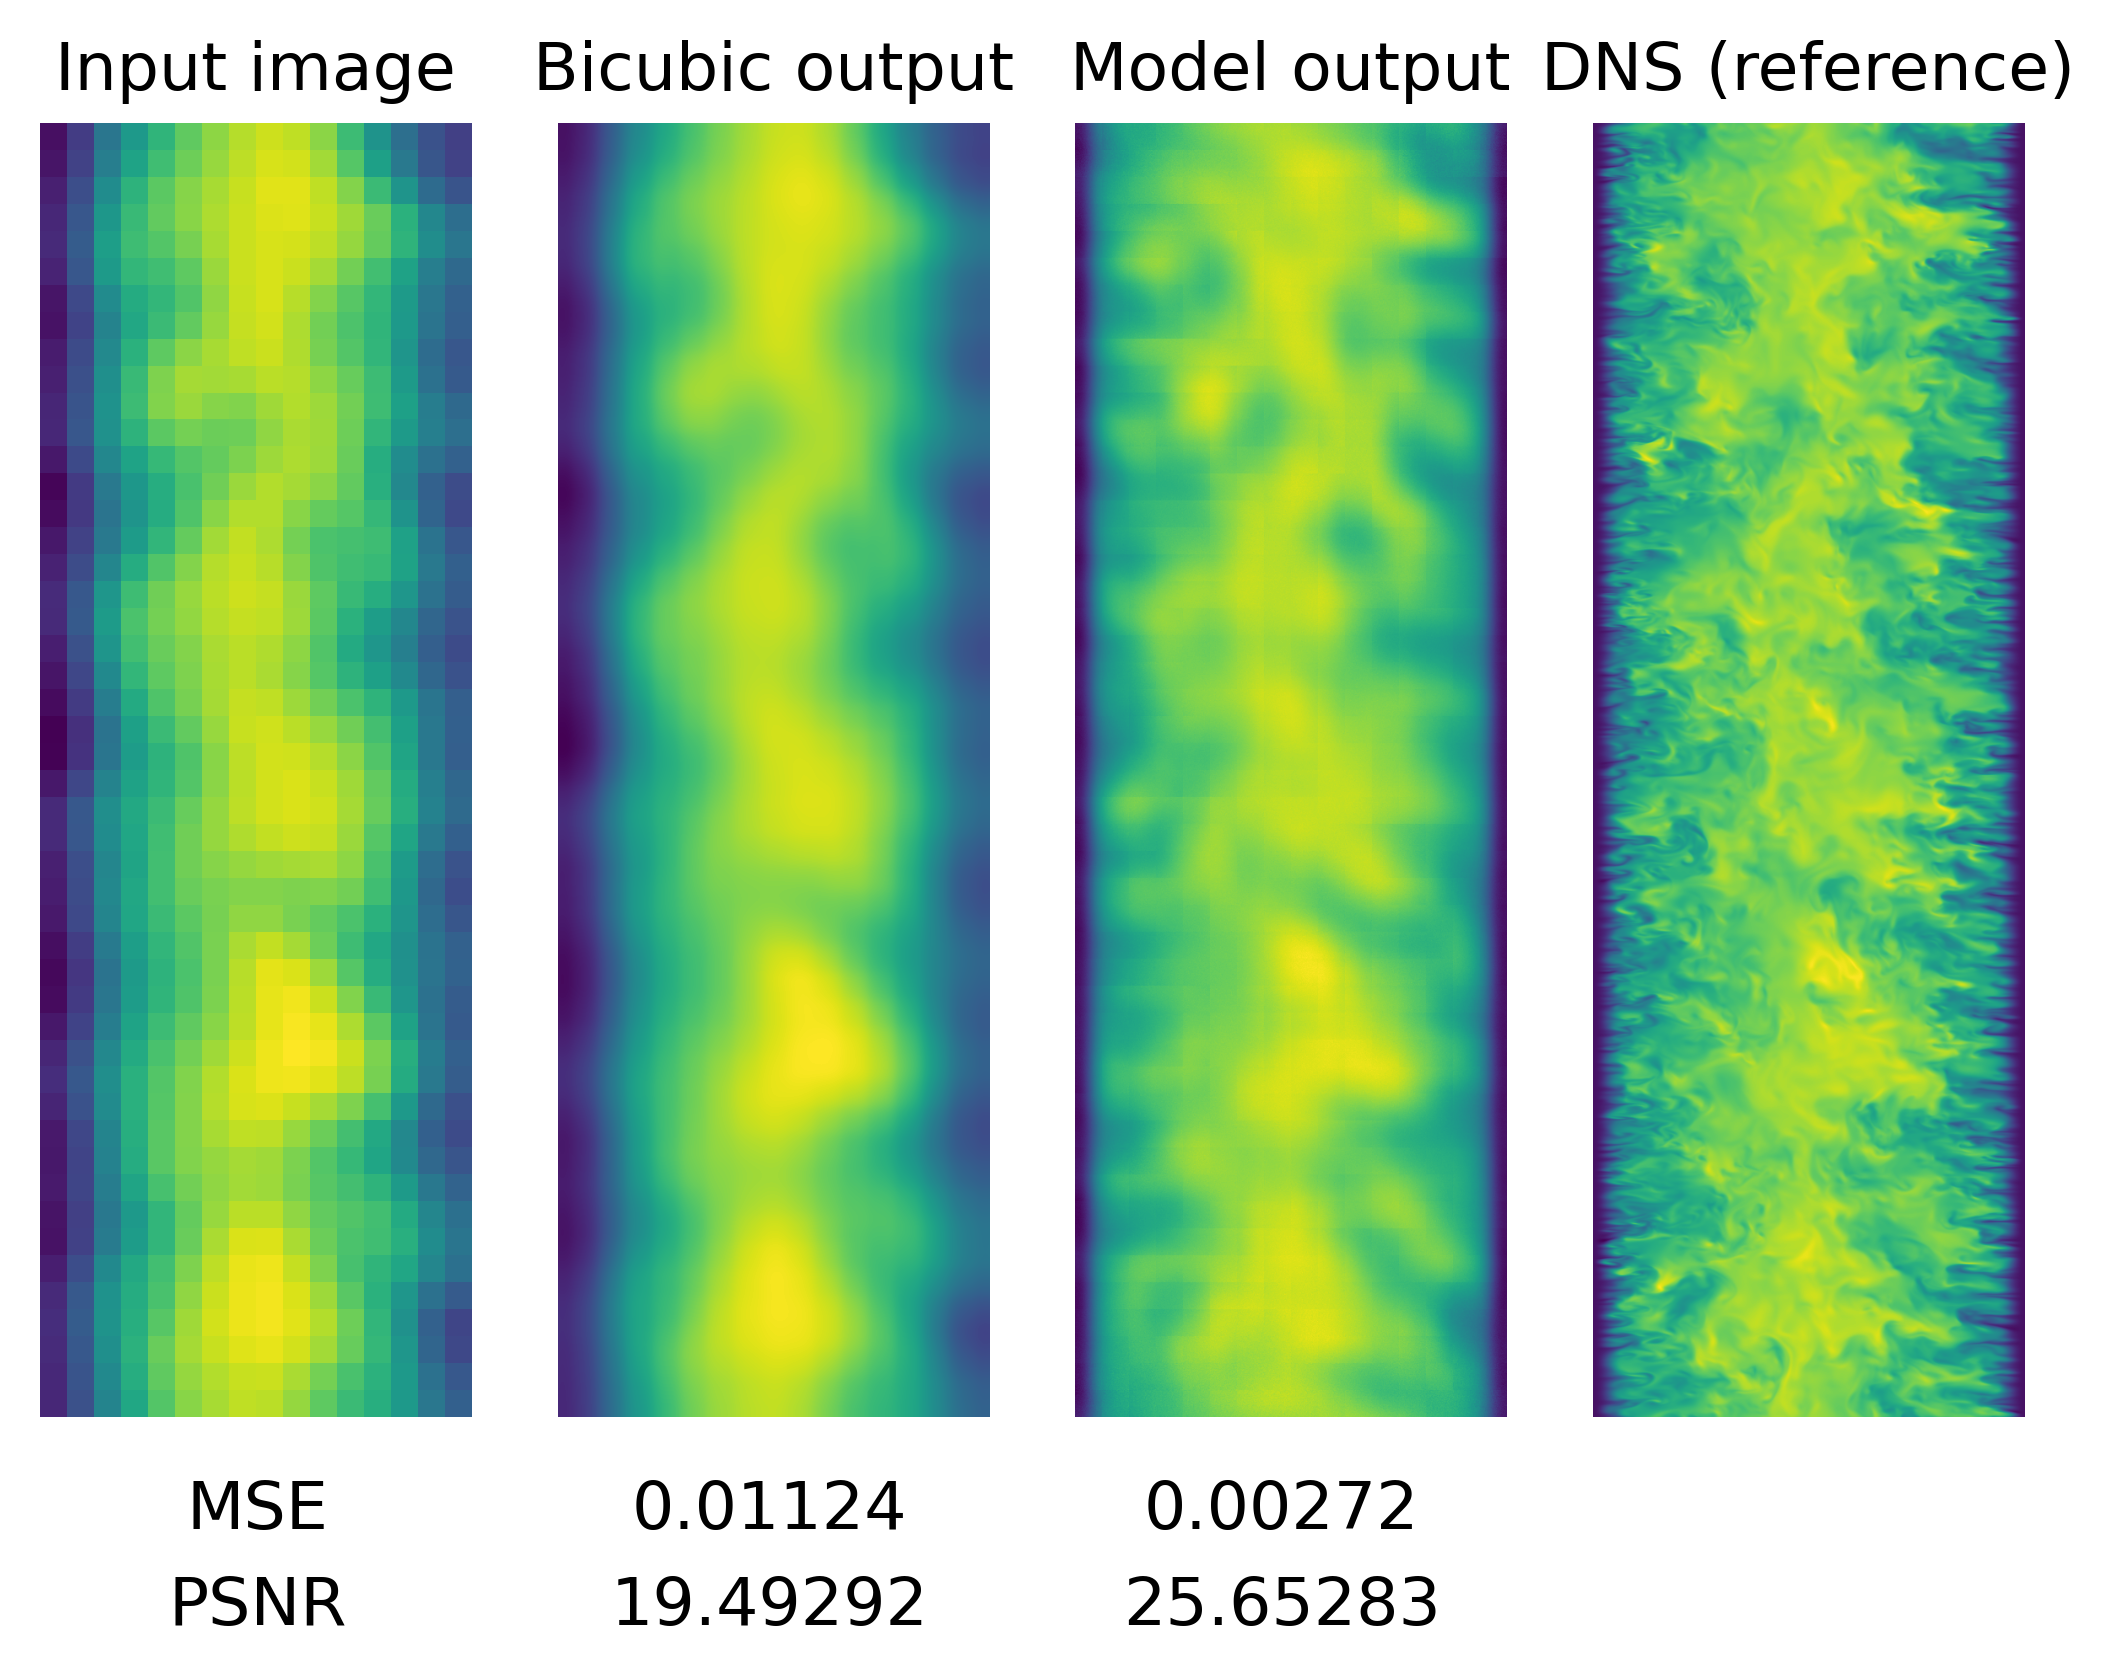 Input image Bicubic output Model output DNS (reference)
MSE 0.01124 0.00272
PSNR 19.49292 25.65283